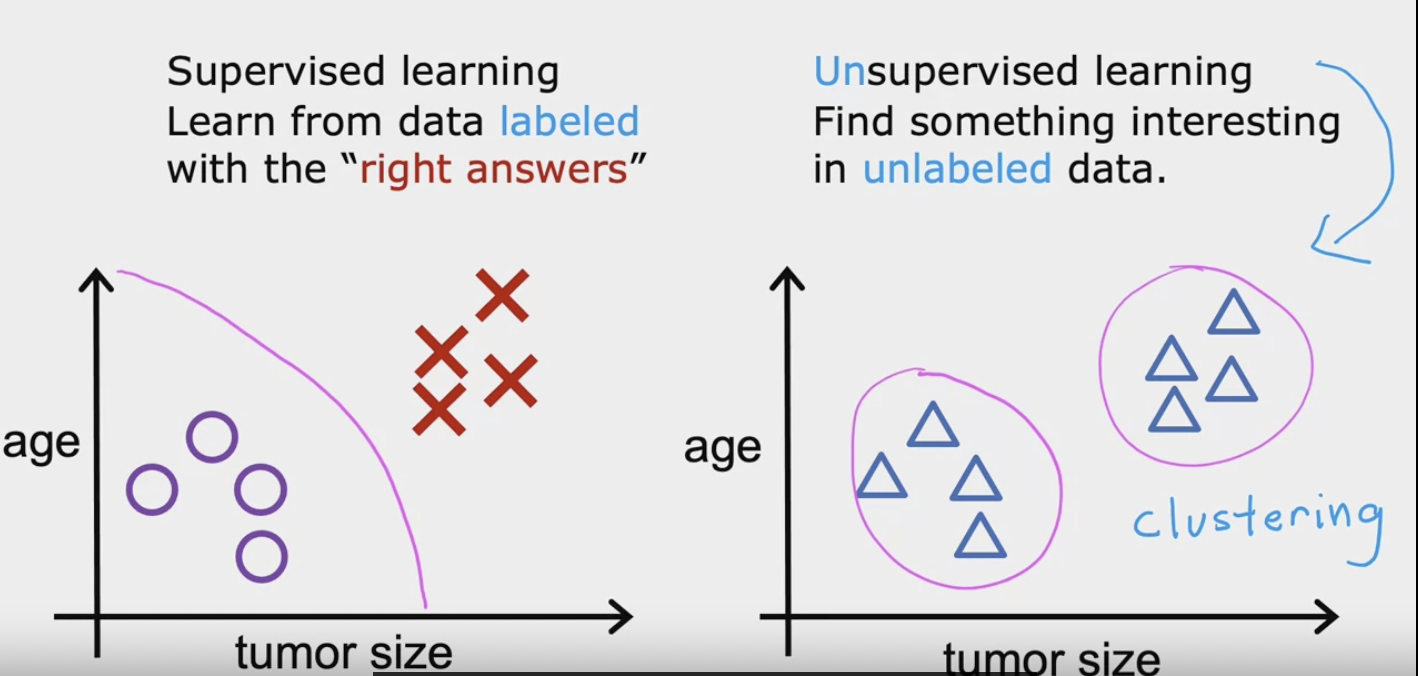 Supervised learning
Learn from data labeled
with the “right answers”
age
tumor size
Unsupervised learning
Find something interesting
in unlabeled data.
age
clustering
tumor size